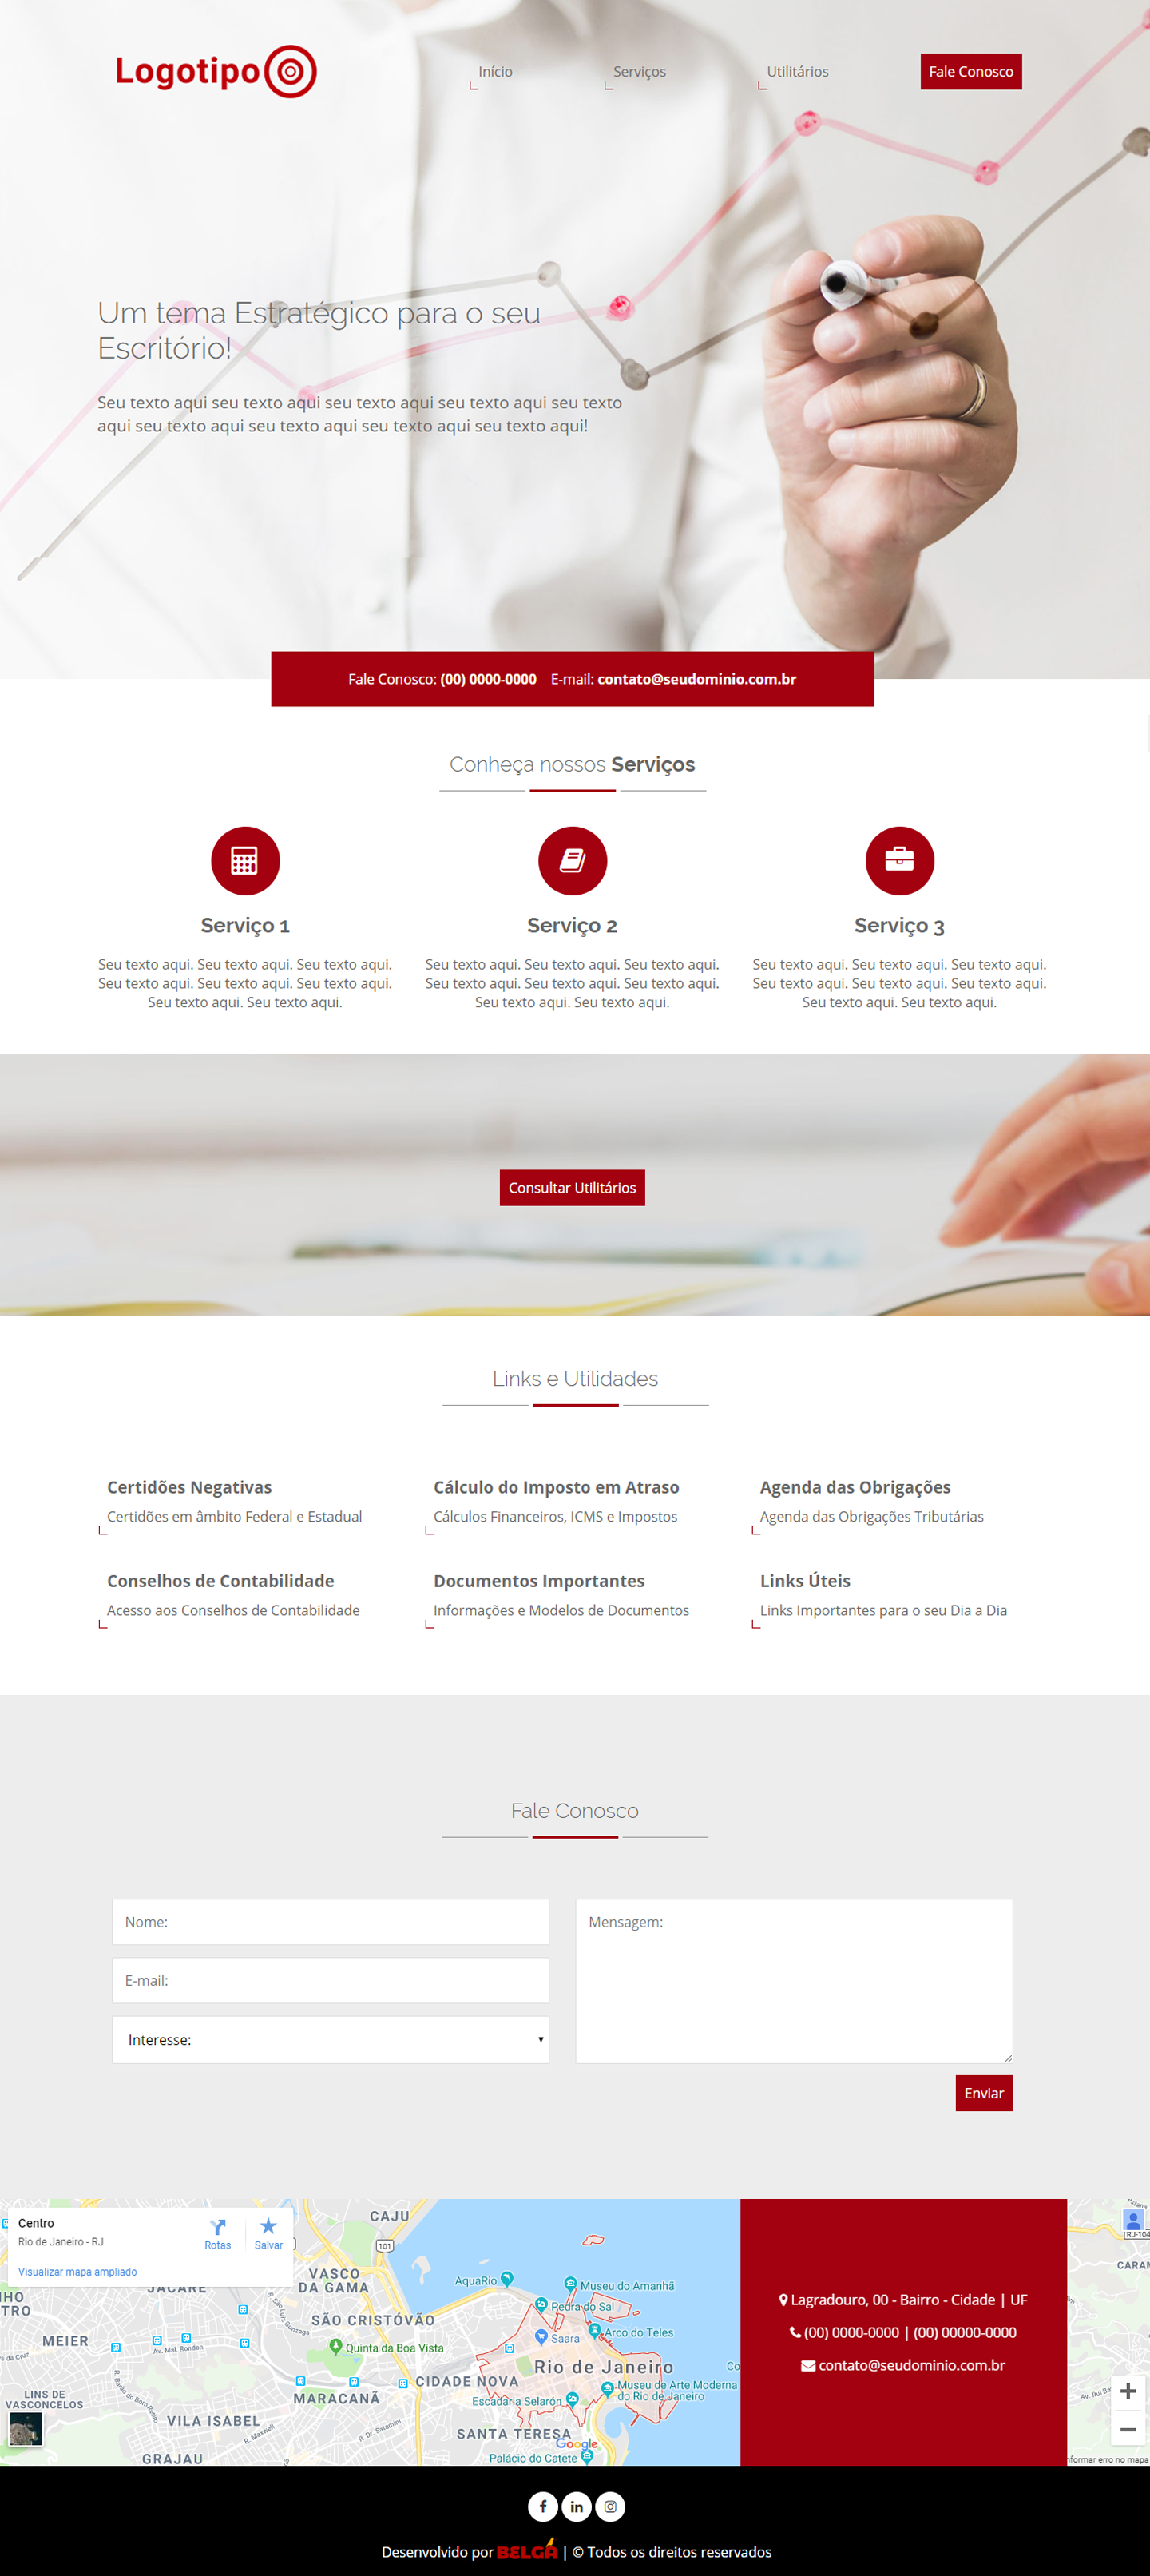 Logotipo
Início
Serviços
Utilitários
Fale Conosco
Um tema Estratégico para o seu
Escritório!
Seu texto aqui seu texto aqui seu texto aqui seu texto aqui seu texto
aqui seu texto aqui seu texto aqui seu texto aqui seu texto aqui!
Fale Conosco: (00) 0000-0000 E-mail: contato@seudominio.com.br
Conheça nossos Serviços
Serviço 1
Seu texto aqui. Seu texto aqui. Seu texto aqui.
Seu texto aqui. Seu texto aqui. Seu texto aqui.
Seu texto aqui. Seu texto aqui.
Serviço 2
Seu texto aqui. Seu texto aqui. Seu texto aqui.
Seu texto aqui. Seu texto aqui. Seu texto aqui.
Seu texto aqui. Seu texto aqui.
Serviço 3
Seu texto aqui. Seu texto aqui. Seu texto aqui.
Seu texto aqui. Seu texto aqui. Seu texto aqui.
Seu texto aqui. Seu texto aqui.
Consultar Utilitários
Links e Utilidades
Certidões Negativas
Certidões em âmbito Federal e Estadual
Cálculo do Imposto em Atraso
Cálculos Financeiros, ICMS e Impostos
Agenda das Obrigações
Agenda das Obrigações Tributárias
Conselhos de Contabilidade
Acesso aos Conselhos de Contabilidade
Documentos Importantes
Informações e Modelos de Documentos
Links Úteis
Links Importantes para o seu Dia a Dia
Fale Conosco
Nome:
E-mail:
Interesse:
Mensagem:
Enviar
Centro
Rio de Janeiro - RJ
Visualizar mapa ampliado
Rotas
Salvar
CAJU
101
VASCO
DA GAMA
JACARÉ
SÃO CRISTÓVÃO
MEIER
Av. Mal. Rondon
Quinta da Boa Vista
AquaRio
Museu do Amanhã
Pedra do Sal
Arco do Teles
Saara
Rio de Janeiro
CIDADE NOVA
Museu de Arte Moderna
do Rio de Janeiro
Escadaria Selarón
MARACANÃ
LINS DE
VASCONCELOS
VILA ISABEL
R. Maxwell
SANTA TERESA
Google
GRAJAU
Palácio do Catete
Lagradouro, 00 - Bairro - Cidade | UF
(00) 0000-0000 | (00) 00000-0000
contato@seudominio.com.br
RJ-104
nformar erro no mapa
Desenvolvido por BELGA | © Todos os direitos reservados